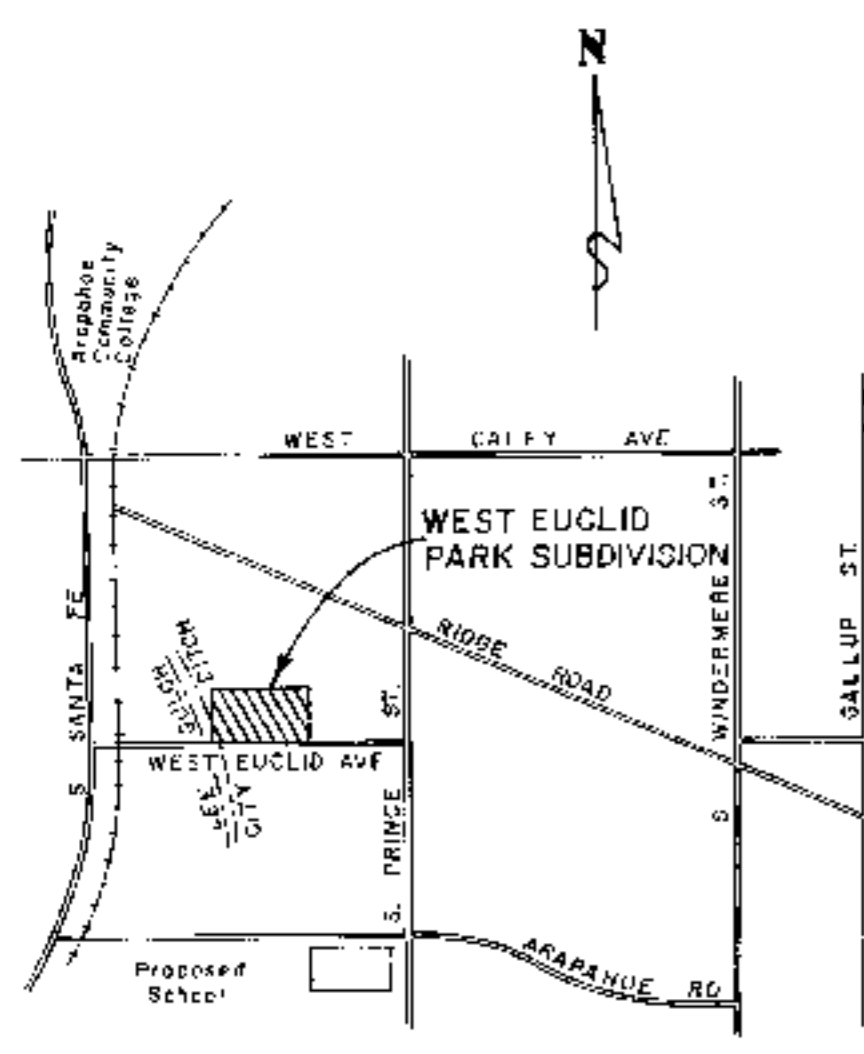 N
S
Arapahoe
Community
College
WEST CALEY AVE
WEST EUCLID
PARK SUBDIVISION
RIDGE ROAD
S SANTA FE
DITCH
WEST EUCLID AVE
CITY
S. PRINCE ST.
S WINDERMERE ST.
GALLUP ST.
ARAPAHOE RD
Proposed
School